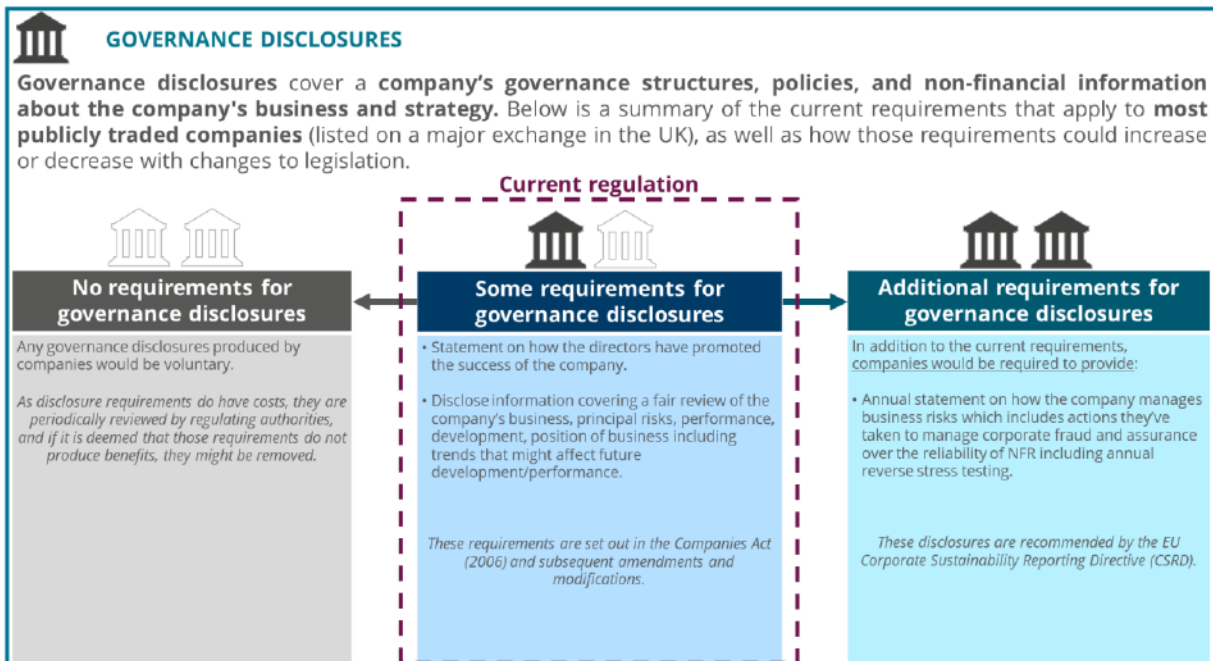 GOVERNANCE DISCLOSURES
Governance disclosures cover a company's governance structures, policies, and non-financial information
about the company's business and strategy. Below is a summary of the current requirements that apply to most
publicly traded companies (listed on a major exchange in the UK), as well as how those requirements could increase
or decrease with changes to legislation.
Current regulation
No requirements for
governance disclosures
Any governance disclosures produced by
companies would be voluntary.
As disclosure requirements do have costs, they are
periodically reviewed by regulating authorities,
and if it is deemed that those requirements do not
produce benefits, they might be removed.
Some requirements for
governance disclosures
• Statement on how the directors have promoted
the success of the company.
• Disclose information covering a fair review of the
company's business, principal risks, performance,
development, position of business including
trends that might affect future
development/performance.
These requirements are set out in the Companies Act
(2006) and subsequent amendments and
modifications.
Additional requirements for
governance disclosures
In addition to the current requirements,
companies would be required to provide:
• Annual statement on how the company manages
business risks which includes actions they've
taken to manage corporate fraud and assurance
over the reliability of NFR including annual
reverse stress testing.
These disclosures are recommended by the EU
Corporate Sustainability Reporting Directive (CSRD).